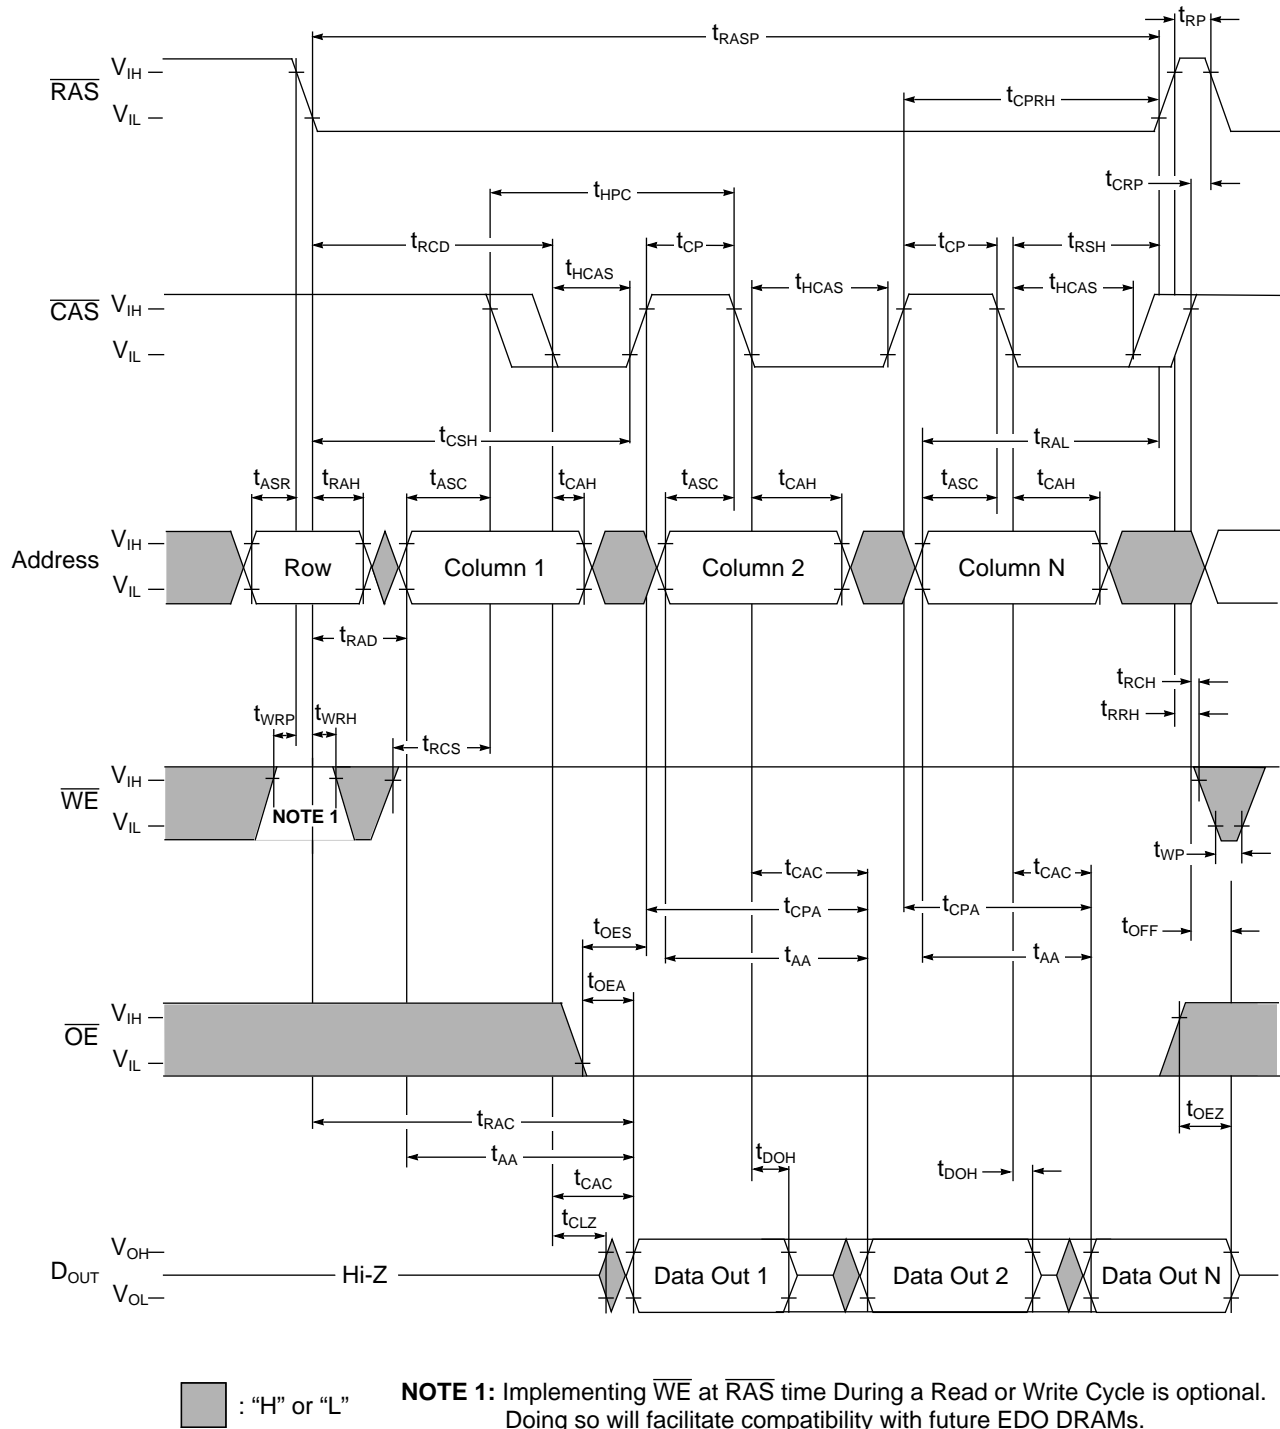 tRP
tRASP
VIH
RAS
VIL
tCPRH
tCRP
tHPC
tRCD
tCP
tCP
tRSH
tHCAS
tHCAS
tHCAS
VIH
CAS
VIL
tCSH
tRAL
tASR
tRAH
tASC
tCAH
tASC
tCAH
tASC
tCAH
VIH
Address
Row
Column 1
Column 2
Column N
VIL
tRAD
tRCH
tWRP
tWRH
tRRH
tRCS
VIH
WE
NOTE 1
VIL
tWP
tCAC
tCAC
tCPA
tCPA
tOES
tOFF
tAA
tAA
tOEA
VIH
OE
VIL
tRAC
tOEZ
tAA
tDOH
tDOH
tCAC
tCLZ
VOH
DOUT
Hi-Z
Data Out 1
Data Out 2
Data Out N
VOL
: “H” or “L”
NOTE 1: Implementing WE at RAS time During a Read or Write Cycle is optional.
Doing so will facilitate compatibility with future EDO DRAMs.